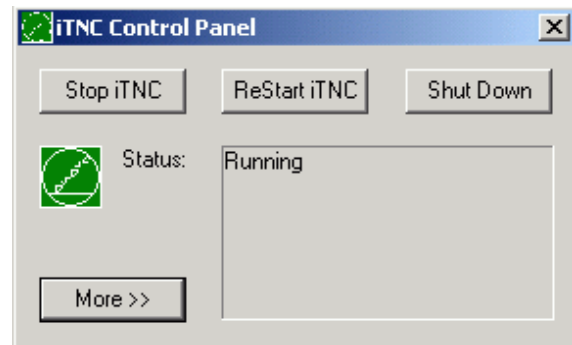 iTNC Control Panel
Stop iTNC ReStart iTNC Shut Down
Status: Running
More >>